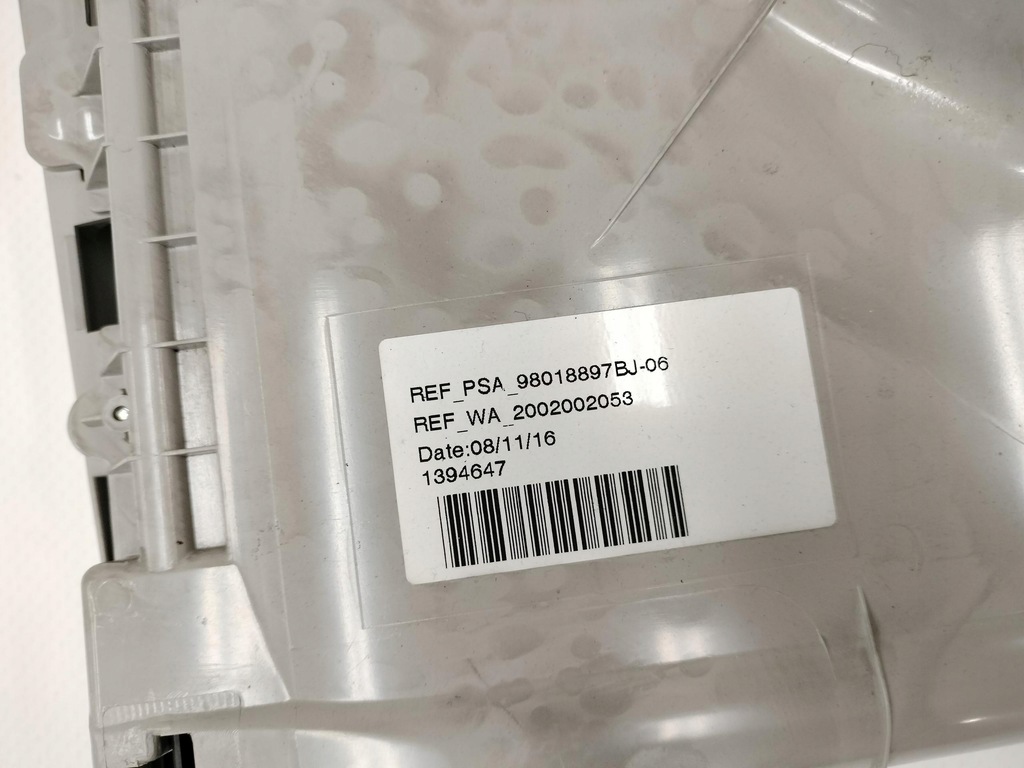 REF_PSA_98018897BJ-06
REF_WA_2002002053
Date:08/11/16
1394647